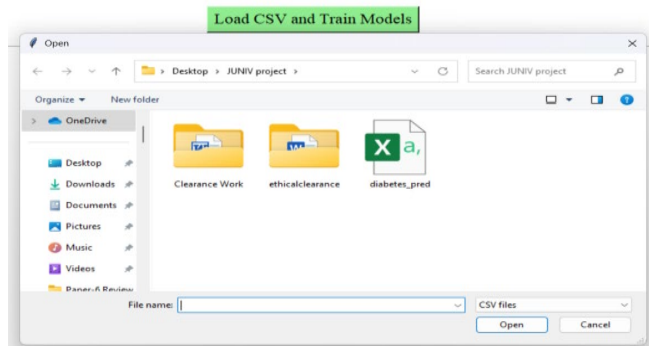 Load CSV and Train Models
Open
Desktop > JUNIV project >
Search JUNIV project
Organize New folder
OneDrive
Desktop
Downloads
Documents
Pictures
Music
Videos
Paper-6 Review
Clearance Work
ethicalclearance
diabetes_pred
File name:
CSV files
Open
Cancel